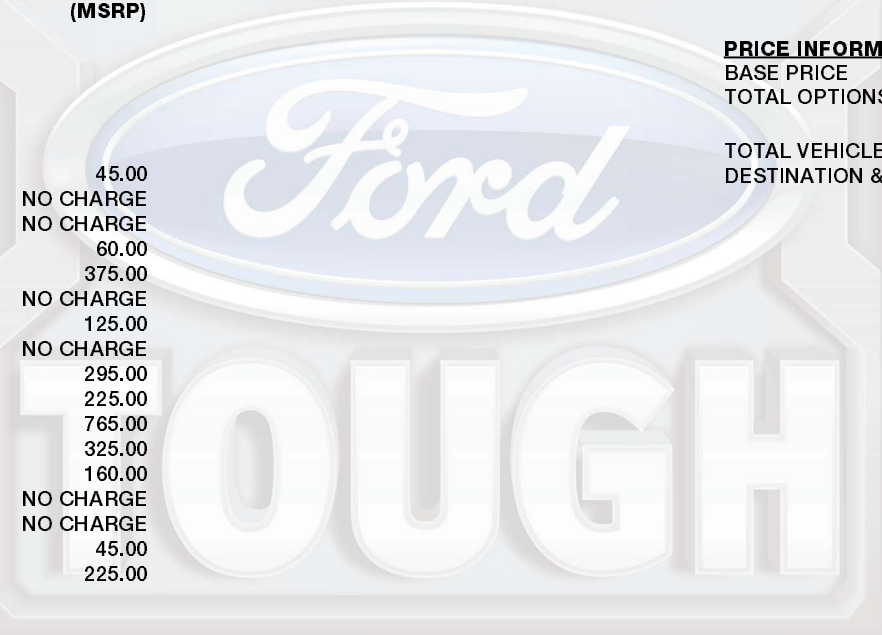 (MSRP)
45.00
NO CHARGE
NO CHARGE
60.00
375.00
NO CHARGE
125.00
NO CHARGE
295.00
225.00
765.00
325.00
160.00
NO CHARGE
NO CHARGE
45.00
225.00
PRICE INFORM
BASE PRICE
TOTAL OPTIONS
TOTAL VEHICLE
DESTINATION &
Ford
TOUGH